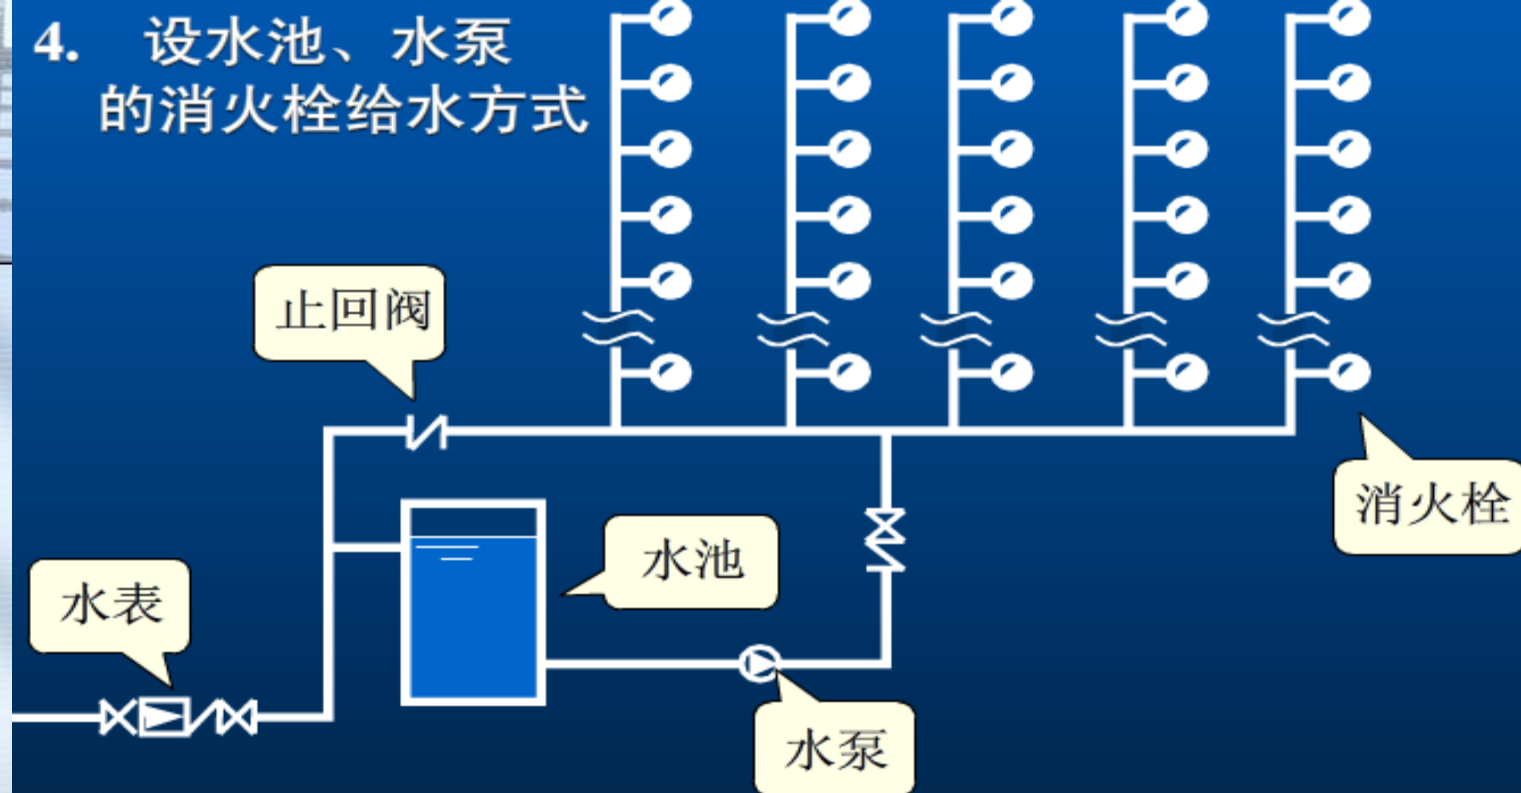 4. 设水池、水泵
的消火栓给水方式
止回阀
消火栓
水池
水表
水泵